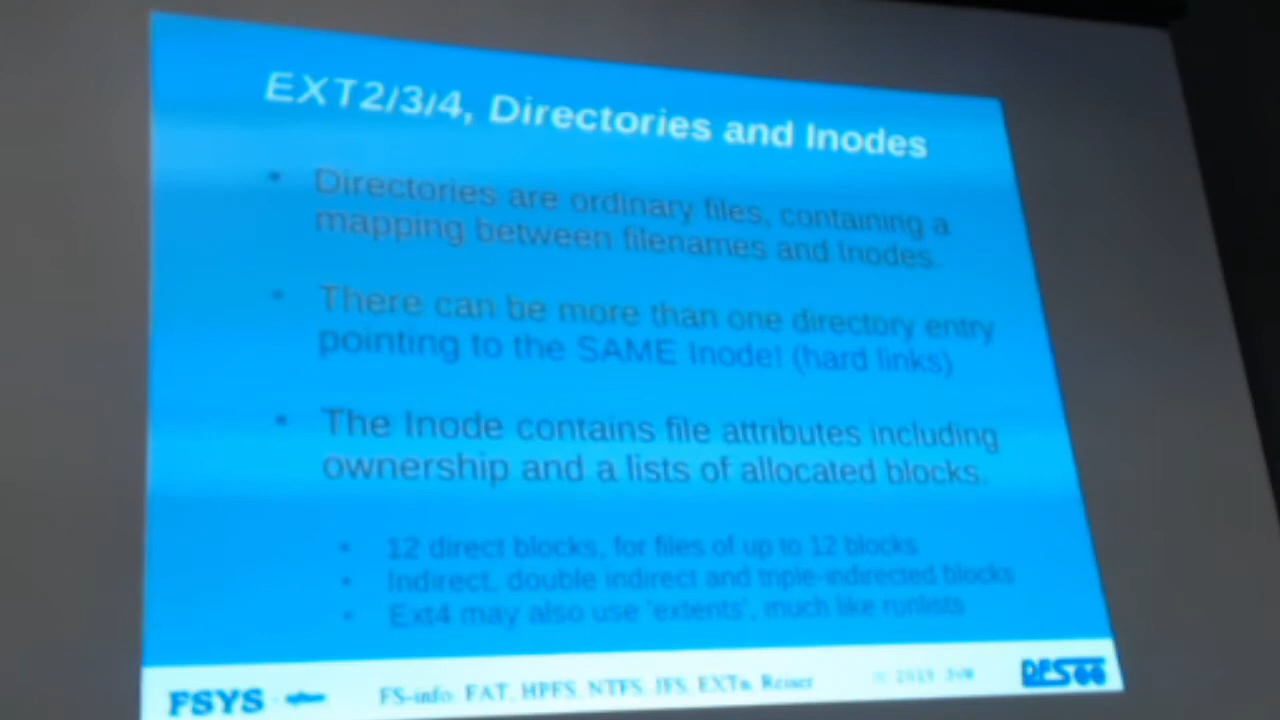 EXT2/3/4, Directories and Inodes
• Directories are ordinary files, containing a
mapping between filenames and Inodes.
• There can be more than one directory entry
pointing to the SAME Inode! (hard links)
• The Inode contains file attributes including
ownership and a lists of allocated blocks.
• 12 direct blocks, for files of up to 12 blocks
• Indirect, double indirect and triple-indirected blocks
• Ext4 may also use 'extents', much like runlists
FSYS
FS-info: FAT, HPFS, NTFS, JFS, EXTn, Reiser
© 2019 JvW